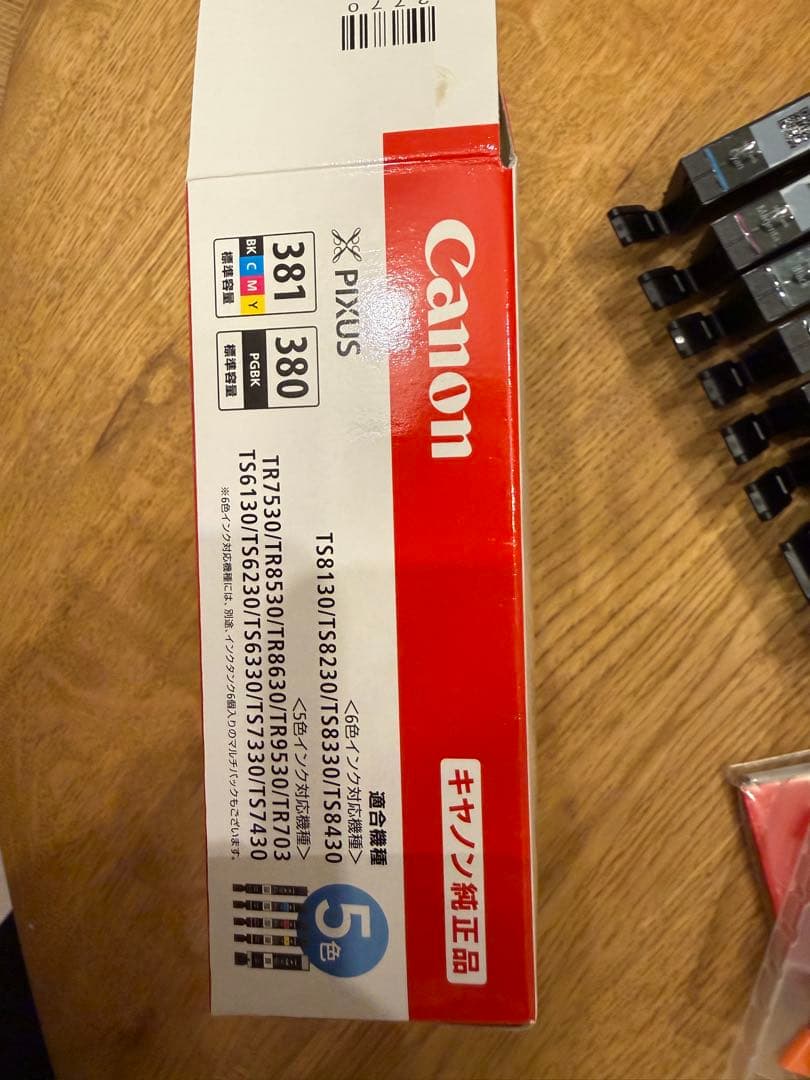 Canon
キヤノン純正品
PIXUS
381
BK C M Y
標準容量
380
PGBK
標準容量
適合機種
<6色インク対応機種>
TS8130/TS8230/TS8330/TS8430
<5色インク対応機種>
TR7530/TR8530/TR8630/TR9530/TR703
TS6130/TS6230/TS6330/TS7330/TS7430
※6色インク対応機種には、別途、インクタンク6個入りのマルチパックもございます。
5色